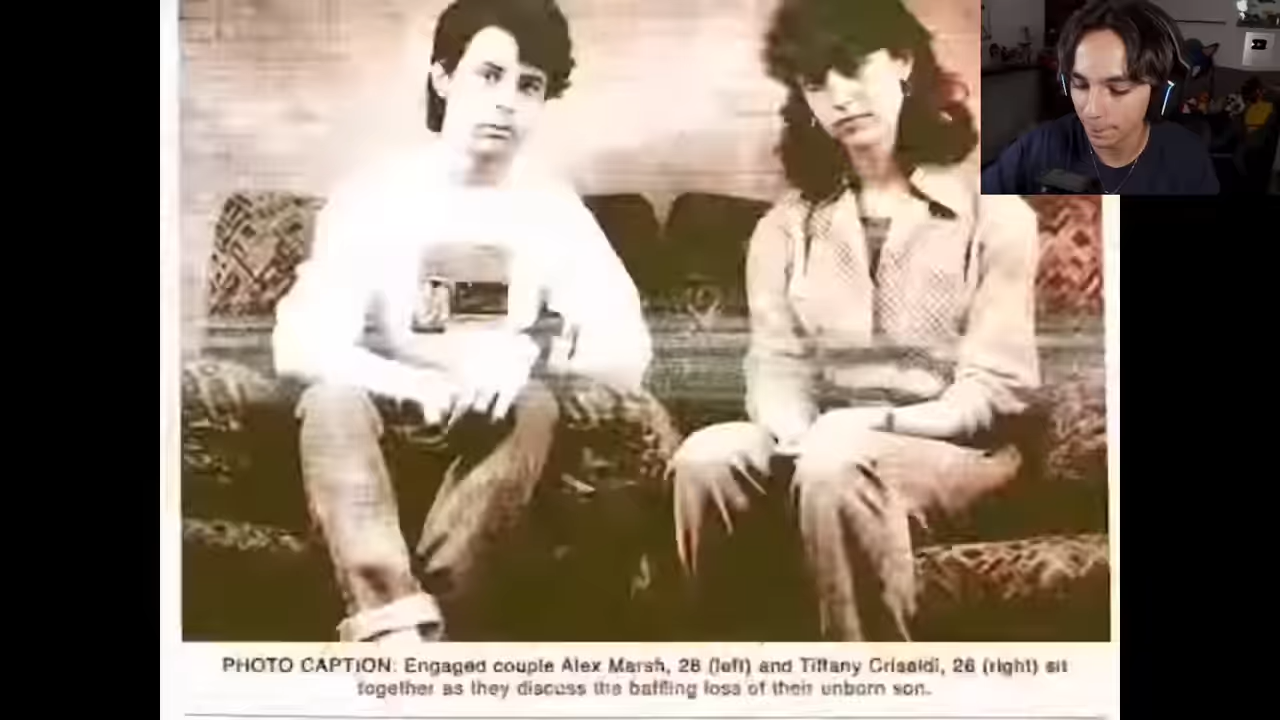 PHOTO CAPTION: Engaged couple Alex Marsh, 28 (left) and Tiffany Crisaldi, 26 (right) sit
together as they discuss the baffling loss of their unborn son.